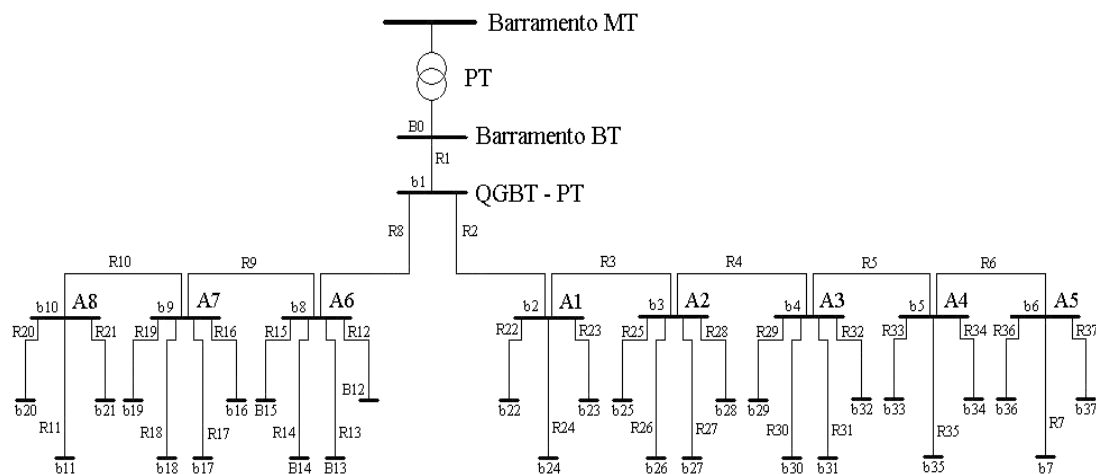 Barramento MT
PT
B0
Barramento BT
R1
b1
QGBT - PT
R8
R2
R10
R9
R3
R4
R5
R6
b10
A8
b9
A7
b8
A6
b2
A1
b3
A2
b4
A3
b5
A4
b6
A5
R20
R21
R19
R16
R15
R12
R22
R23
R25
R28
R29
R32
R33
R34
R36
R37
B12
b20
b21
b19
b16
B15
b22
b23
b25
b28
b29
b32
b33
b34
b36
b37
R11
R18
R17
R14
R13
R24
R26
R27
R30
R31
R35
R7
b11
b18
b17
B14
B13
b24
b26
b27
b30
b31
b35
b7